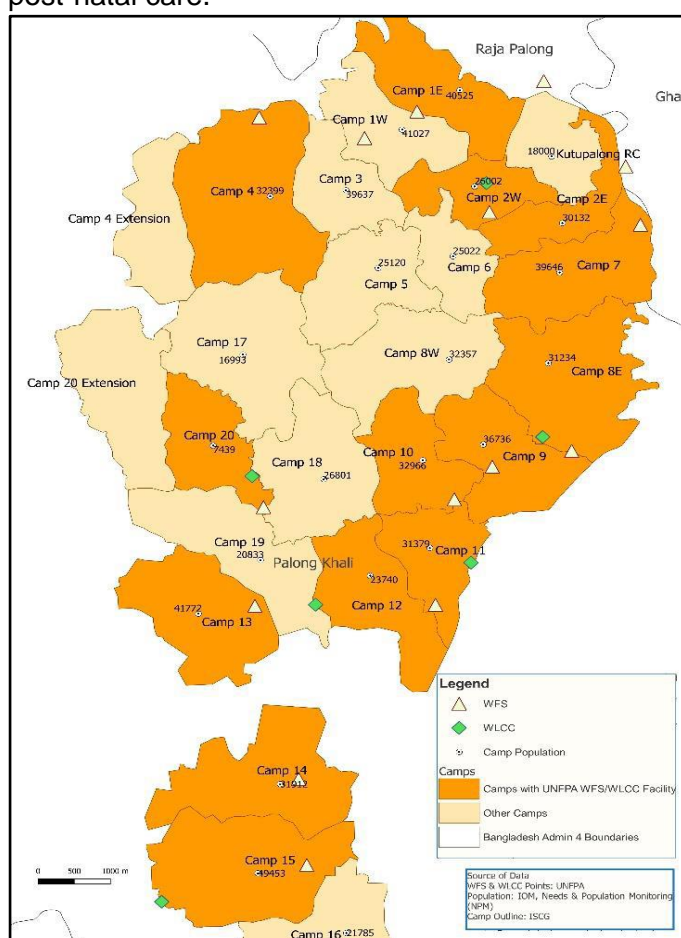 post-natal care.
Raja Palong
Camp 1E
40525
Gha
Camp 1W
41027
18000
Kutupalong RC
Camp 3
39637
Camp 4
32399
26002
Camp 2W
Camp 2E
30132
Camp 4 Extension
25022
Camp 6
25120
Camp 5
39646
Camp 7
Camp 17
16993
Camp 8W
32357
31234
Camp 8E
Camp 20 Extension
Camp 20
7439
Camp 18
26801
Camp 10
32966
36736
Camp 9
Camp 19
20833
Palong Khali
31379
Camp 11
23740
Camp 12
41772
Camp 13
Legend
WFS
WLCC
Camp Population
Camps
Camps with UNFPA WFS/WLCC Facility
Other Camps
Bangladesh Admin 4 Boundaries
Camp 14
31912
Camp 15
49453
0 500 1000 m
Source of Data
WFS & WLCC Points: UNFPA
Population: IOM, Needs & Population Monitoring
(NPM)
Camp Outline: ISCG
Camp 16
21785